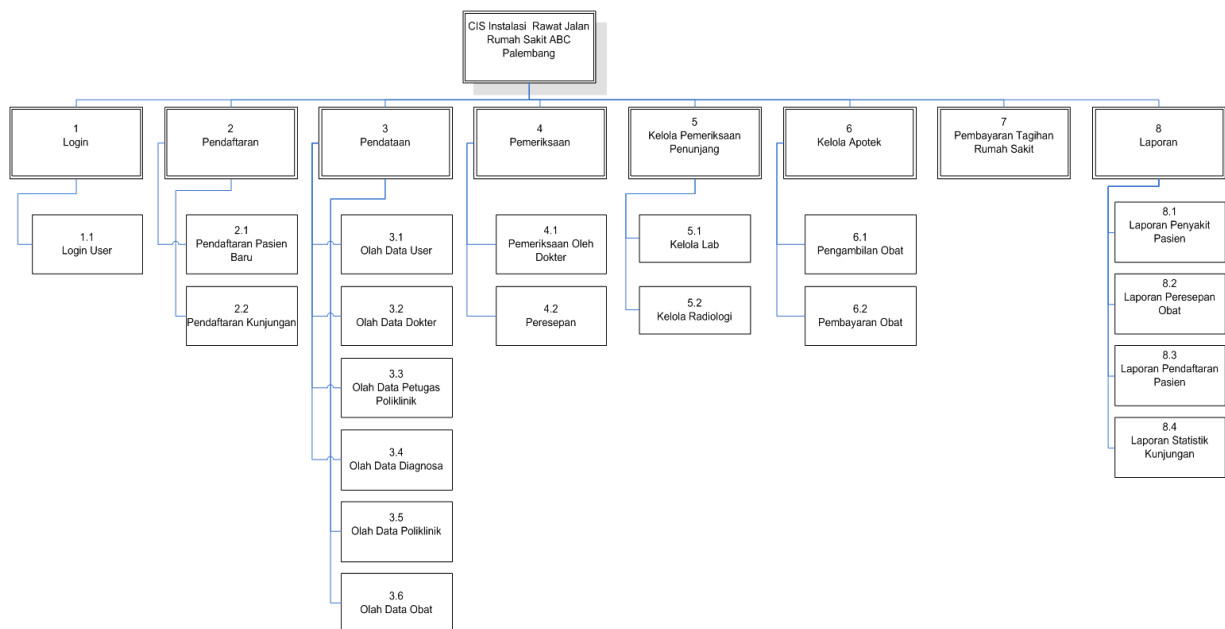 CIS Instalasi Rawat Jalan
Rumah Sakit ABC
Palembang
1
Login
2
Pendaftaran
3
Pendataan
4
Pemeriksaan
5
Kelola Pemeriksaan
Penunjang
6
Kelola Apotek
7
Pembayaran Tagihan
Rumah Sakit
8
Laporan
1.1
Login User
2.1
Pendaftaran Pasien
Baru
2.2
Pendaftaran Kunjungan
3.1
Olah Data User
3.2
Olah Data Dokter
3.3
Olah Data Petugas
Poliklinik
3.4
Olah Data Diagnosa
3.5
Olah Data Poliklinik
3.6
Olah Data Obat
4.1
Pemeriksaan Oleh
Dokter
4.2
Peresepan
5.1
Kelola Lab
5.2
Kelola Radiologi
6.1
Pengambilan Obat
6.2
Pembayaran Obat
8.1
Laporan Penyakit
Pasien
8.2
Laporan Peresepan
Obat
8.3
Laporan Pendaftaran
Pasien
8.4
Laporan Statistik
Kunjungan